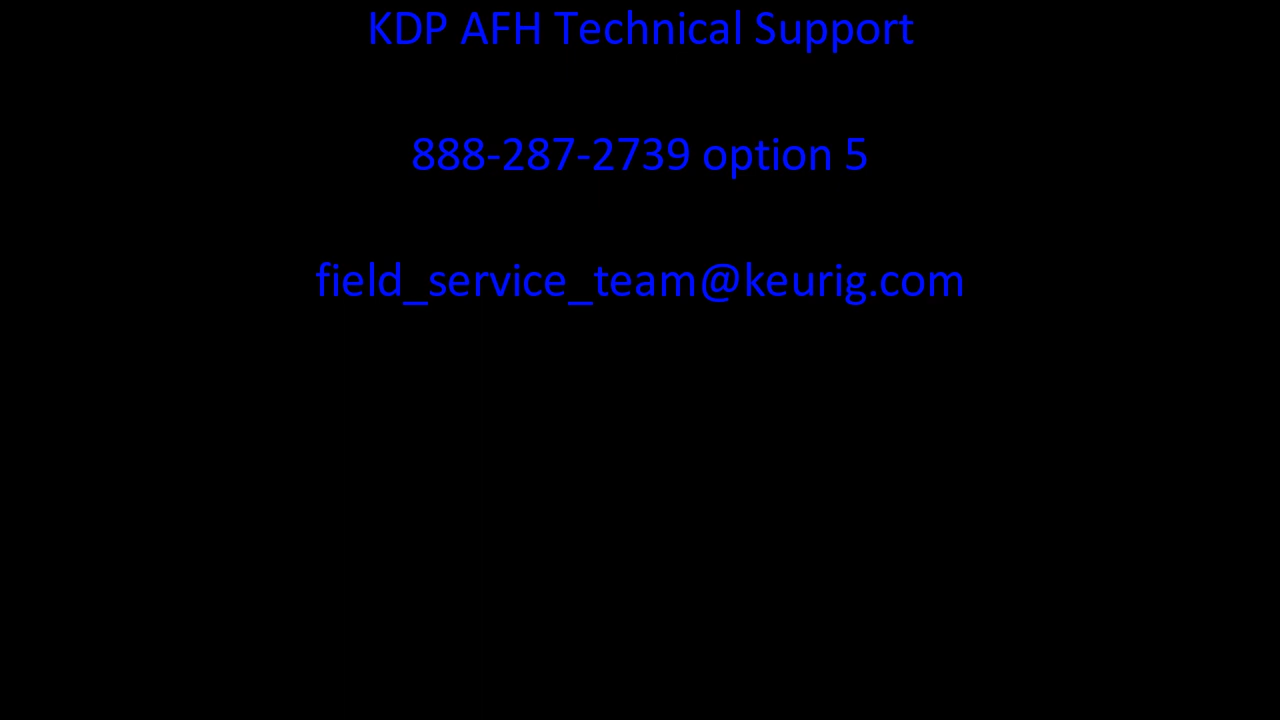 KDP AFH Technical Support
888-287-2739 option 5
field_service_team@keurig.com